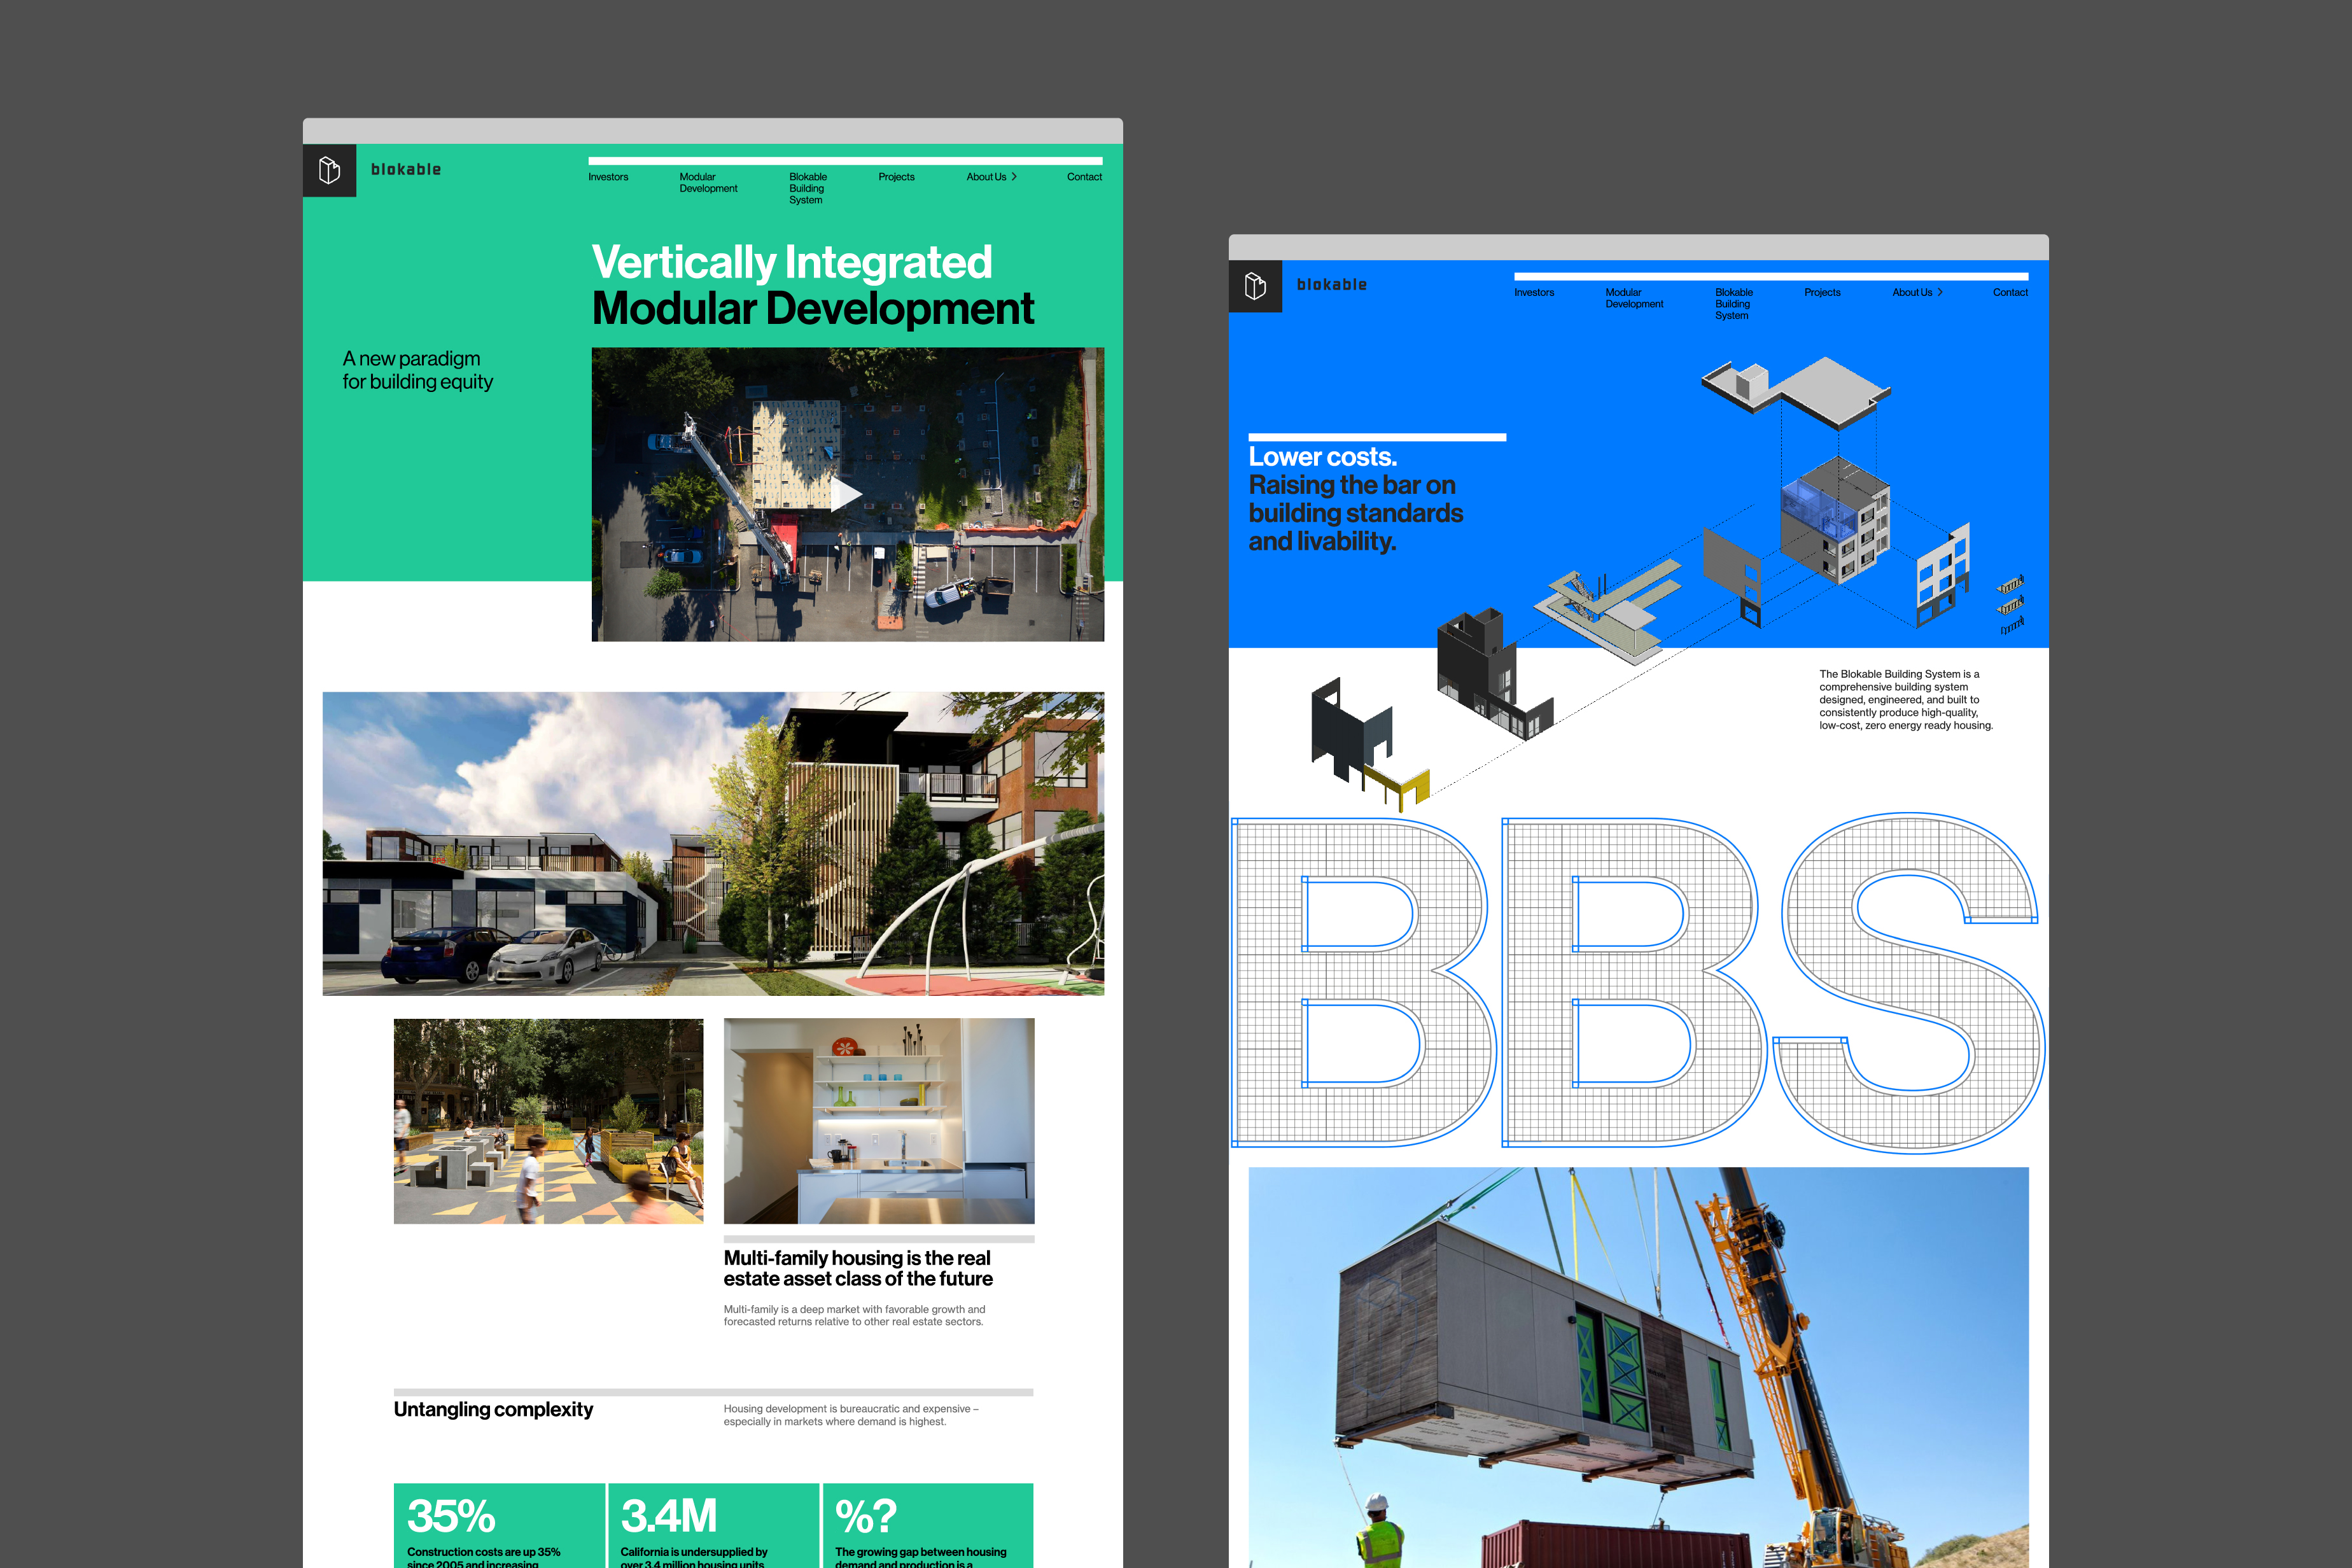 blokable
Investors
Modular
Development
Blokable
Building
System
Projects
About Us
Contact
Vertically Integrated
Modular Development
A new paradigm
for building equity
Multi-family housing is the real
estate asset class of the future
Multi-family is a deep market with favorable growth and
forecasted returns relative to other real estate sectors.
Untangling complexity
Housing development is bureaucratic and expensive –
especially in markets where demand is highest.
35%
Construction costs are up 35%
since 2005 and increasing
3.4M
California is undersupplied by
over 3.4 million housing units
%?
The growing gap between housing
demand and production is a
blokable
Investors
Modular
Development
Blokable
Building
System
Projects
About Us
Contact
Lower costs.
Raising the bar on
building standards
and livability.
The Blokable Building System is a
comprehensive building system
designed, engineered, and built to
consistently produce high-quality,
low-cost, zero energy ready housing.
BBS